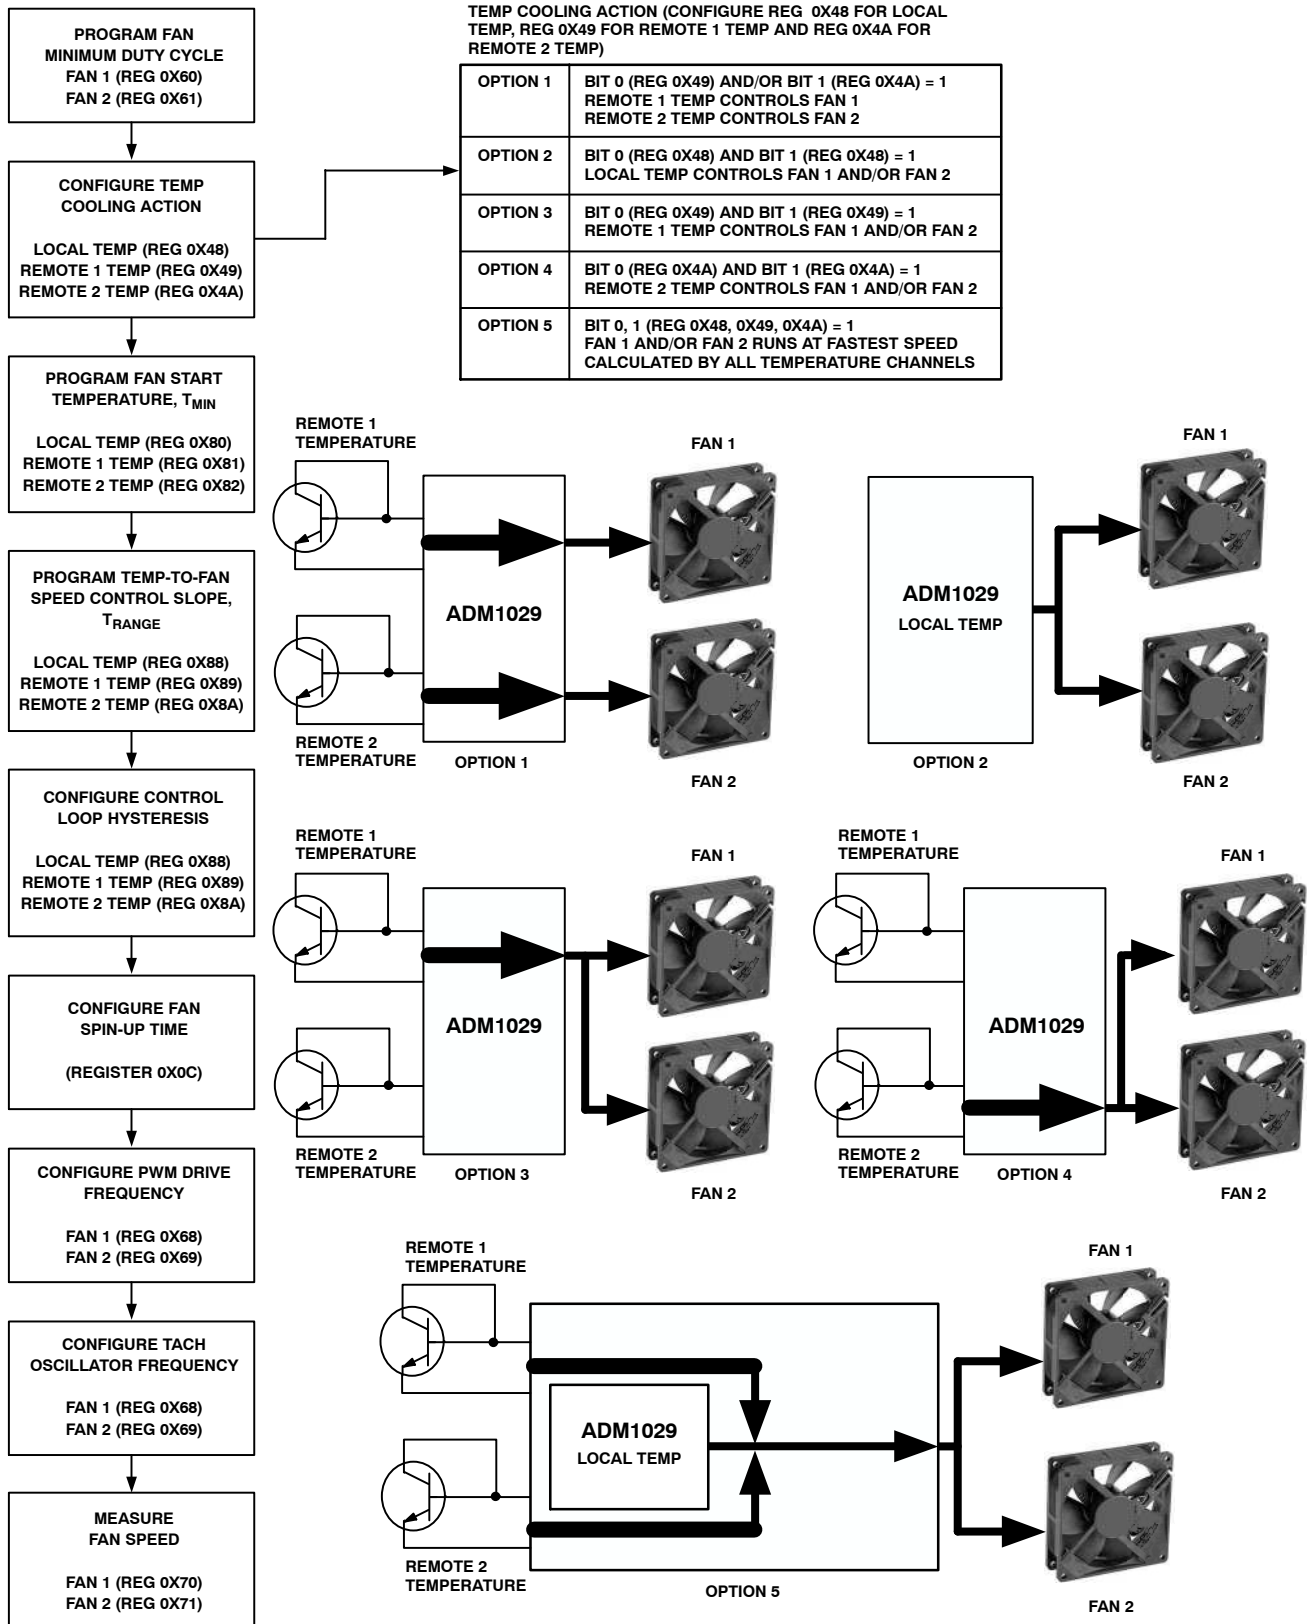 PROGRAM FAN
MINIMUM DUTY CYCLE
FAN 1 (REG 0X60)
FAN 2 (REG 0X61)
CONFIGURE TEMP
COOLING ACTION
LOCAL TEMP (REG 0X48)
REMOTE 1 TEMP (REG 0X49)
REMOTE 2 TEMP (REG 0X4A)
PROGRAM FAN START
TEMPERATURE, TMIN
LOCAL TEMP (REG 0X80)
REMOTE 1 TEMP (REG 0X81)
REMOTE 2 TEMP (REG 0X82)
PROGRAM TEMP-TO-FAN
SPEED CONTROL SLOPE,
TRANGE
LOCAL TEMP (REG 0X88)
REMOTE 1 TEMP (REG 0X89)
REMOTE 2 TEMP (REG 0X8A)
CONFIGURE CONTROL
LOOP HYSTERESIS
LOCAL TEMP (REG 0X88)
REMOTE 1 TEMP (REG 0X89)
REMOTE 2 TEMP (REG 0X8A)
CONFIGURE FAN
SPIN-UP TIME
(REGISTER 0X0C)
CONFIGURE PWM DRIVE
FREQUENCY
FAN 1 (REG 0X68)
FAN 2 (REG 0X69)
CONFIGURE TACH
OSCILLATOR FREQUENCY
FAN 1 (REG 0X68)
FAN 2 (REG 0X69)
MEASURE
FAN SPEED
FAN 1 (REG 0X70)
FAN 2 (REG 0X71)
TEMP COOLING ACTION (CONFIGURE REG 0X48 FOR LOCAL
TEMP, REG 0X49 FOR REMOTE 1 TEMP AND REG 0X4A FOR
REMOTE 2 TEMP)
OPTION 1 BIT 0 (REG 0X49) AND/OR BIT 1 (REG 0X4A) = 1
REMOTE 1 TEMP CONTROLS FAN 1
REMOTE 2 TEMP CONTROLS FAN 2
OPTION 2 BIT 0 (REG 0X48) AND BIT 1 (REG 0X48) = 1
LOCAL TEMP CONTROLS FAN 1 AND/OR FAN 2
OPTION 3 BIT 0 (REG 0X49) AND BIT 1 (REG 0X49) = 1
REMOTE 1 TEMP CONTROLS FAN 1 AND/OR FAN 2
OPTION 4 BIT 0 (REG 0X4A) AND BIT 1 (REG 0X4A) = 1
REMOTE 2 TEMP CONTROLS FAN 1 AND/OR FAN 2
OPTION 5 BIT 0, 1 (REG 0X48, 0X49, 0X4A) = 1
FAN 1 AND/OR FAN 2 RUNS AT FASTEST SPEED
CALCULATED BY ALL TEMPERATURE CHANNELS
REMOTE 1
TEMPERATURE
FAN 1
ADM1029
REMOTE 2
TEMPERATURE
OPTION 1
FAN 2
FAN 1
ADM1029
LOCAL TEMP
OPTION 2
FAN 2
REMOTE 1
TEMPERATURE
FAN 1
ADM1029
REMOTE 2
TEMPERATURE
OPTION 3
FAN 2
REMOTE 1
TEMPERATURE
FAN 1
ADM1029
REMOTE 2
TEMPERATURE
OPTION 4
FAN 2
REMOTE 1
TEMPERATURE
FAN 1
ADM1029
LOCAL TEMP
REMOTE 2
TEMPERATURE
OPTION 5
FAN 2